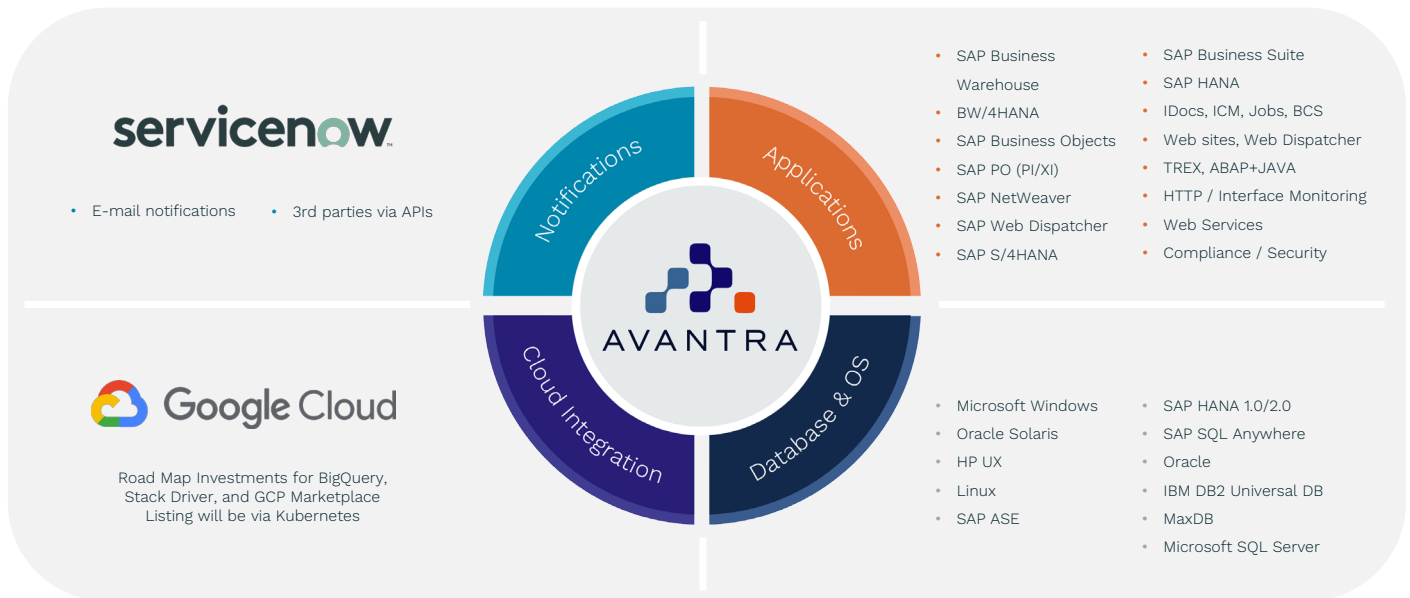 servicenow™
• E-mail notifications
• 3rd parties via APIs
Notifications
Applications
• SAP Business
Warehouse
• BW/4HANA
• SAP Business Objects
• SAP PO (PI/XI)
• SAP NetWeaver
• SAP Web Dispatcher
• SAP S/4HANA
• SAP Business Suite
• SAP HANA
• IDocs, ICM, Jobs, BCS
• Web sites, Web Dispatcher
• TREX, ABAP+JAVA
• HTTP / Interface Monitoring
• Web Services
• Compliance / Security
AVANTRA
Google Cloud
Road Map Investments for BigQuery,
Stack Driver, and GCP Marketplace
Listing will be via Kubernetes
Cloud Integration
Database & OS
• Microsoft Windows
• Oracle Solaris
• HP UX
• Linux
• SAP ASE
• SAP HANA 1.0/2.0
• SAP SQL Anywhere
• Oracle
• IBM DB2 Universal DB
• MaxDB
• Microsoft SQL Server